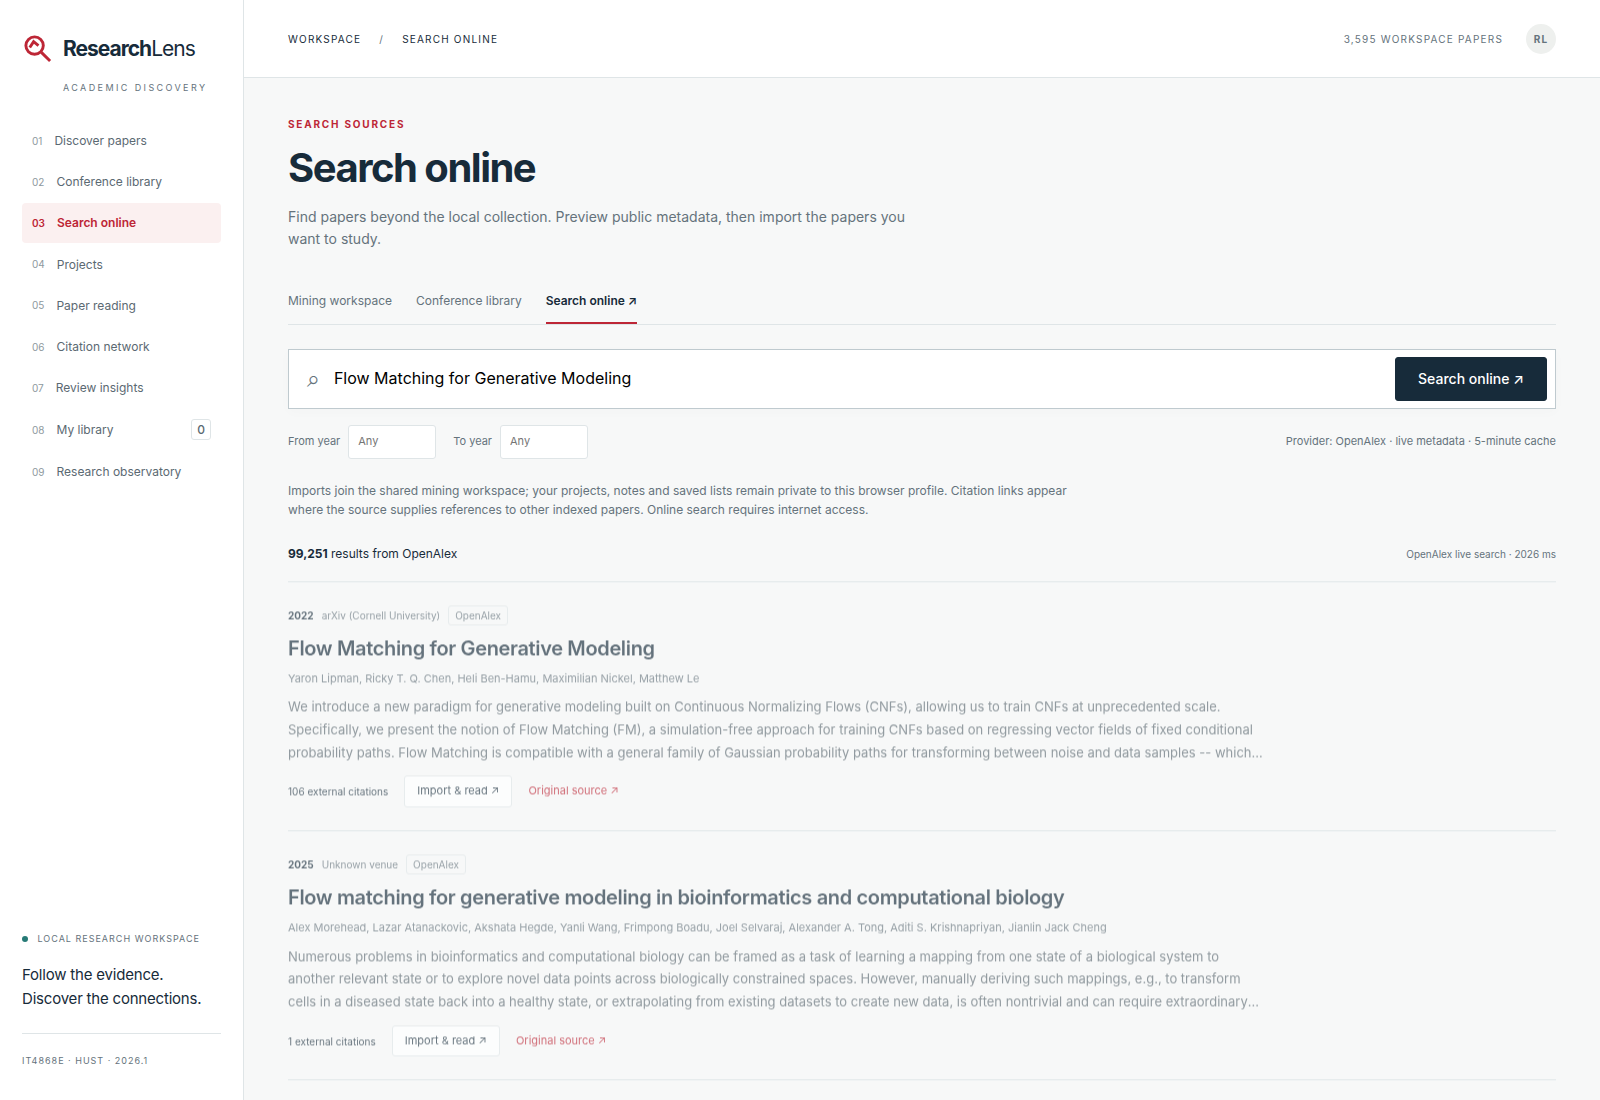 ResearchLens
ACADEMIC DISCOVERY
01 Discover papers
02 Conference library
03 Search online
04 Projects
05 Paper reading
06 Citation network
07 Review insights
08 My library 0
09 Research observatory
LOCAL RESEARCH WORKSPACE
Follow the evidence.
Discover the connections.
IT4868E · HUST · 2026.1
WORKSPACE / SEARCH ONLINE
3,595 WORKSPACE PAPERS RL
SEARCH SOURCES
Search online
Find papers beyond the local collection. Preview public metadata, then import the papers you
want to study.
Mining workspace Conference library Search online ↗
Flow Matching for Generative Modeling Search online ↗
From year Any To year Any Provider: OpenAlex · live metadata · 5-minute cache
Imports join the shared mining workspace; your projects, notes and saved lists remain private to this browser profile. Citation links appear
where the source supplies references to other indexed papers. Online search requires internet access.
99,251 results from OpenAlex OpenAlex live search · 2026 ms
2022 arXiv (Cornell University) OpenAlex
Flow Matching for Generative Modeling
Yaron Lipman, Ricky T. Q. Chen, Heli Ben-Hamu, Maximilian Nickel, Matthew Le
We introduce a new paradigm for generative modeling built on Continuous Normalizing Flows (CNFs), allowing us to train CNFs at unprecedented scale.
Specifically, we present the notion of Flow Matching (FM), a simulation-free approach for training CNFs based on regressing vector fields of fixed conditional
probability paths. Flow Matching is compatible with a general family of Gaussian probability paths for transforming between noise and data samples -- which...
106 external citations Import & read ↗ Original source ↗
2025 Unknown venue OpenAlex
Flow matching for generative modeling in bioinformatics and computational biology
Alex Morehead, Lazar Atanackovic, Akshata Hegde, Yanli Wang, Frimpong Boadu, Joel Selvaraj, Alexander A. Tong, Aditi S. Krishnapriyan, Jianlin Jack Cheng
Numerous problems in bioinformatics and computational biology can be framed as a task of learning a mapping from one state of a biological system to
another relevant state or to explore novel data points across biologically constrained spaces. However, manually deriving such mappings, e.g., to transform
cells in a diseased state back into a healthy state, or extrapolating from existing datasets to create new data, is often nontrivial and can require extraordinary...
1 external citations Import & read ↗ Original source ↗